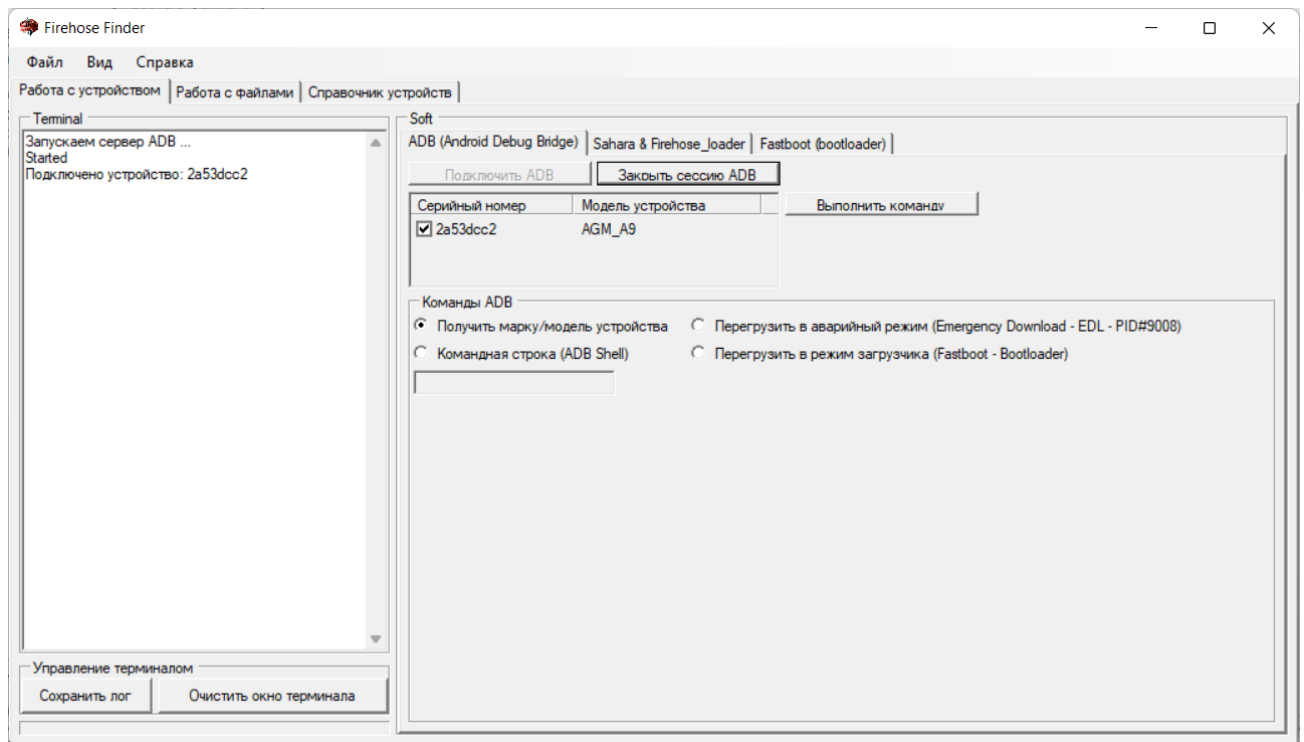 Firehose Finder
Файл Вид Справка
Работа с устройством Работа с файлами Справочник устройств
Terminal
Запускаем сервер ADB ...
Started
Подключено устройство: 2a53dcc2
Управление терминалом
Сохранить лог Очистить окно терминала
Soft
ADB (Android Debug Bridge) Sahara & Firehose_loader Fastboot (bootloader)
Подключить ADB Закрыть сессию ADB
Серийный номер Модель устройства Выполнить команду
2a53dcc2 AGM_A9
Команды ADB
Получить марку/модель устройства Перегрузить в аварийный режим (Emergency Download - EDL - PID#9008)
Командная строка (ADB Shell) Перегрузить в режим загрузчика (Fastboot - Bootloader)